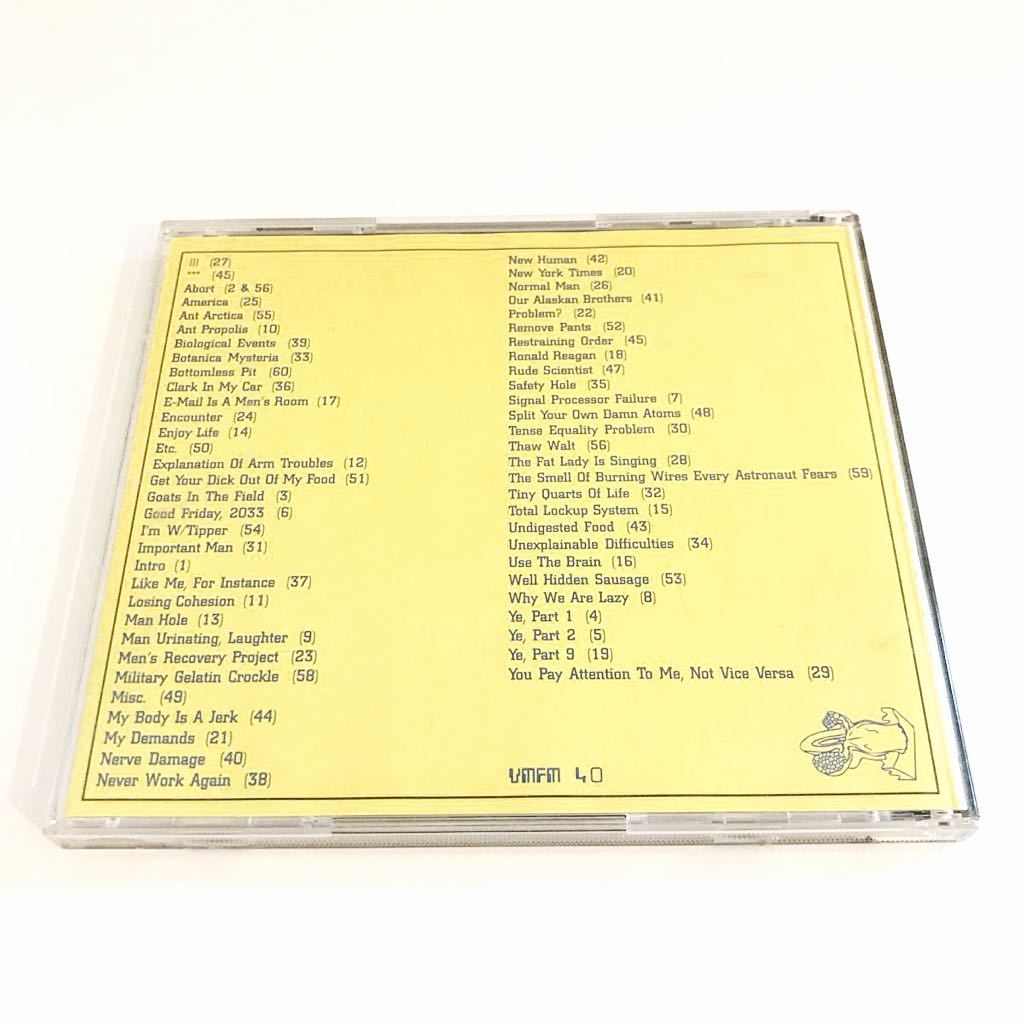 ||| (27)
*** (45)
Abort (2 & 56)
America (25)
Ant Arctica (55)
Ant Propolis (10)
Biological Events (39)
Botanica Mysteria (33)
Bottomless Pit (60)
Clark In My Car (36)
E-Mail Is A Men's Room (17)
Encounter (24)
Enjoy Life (14)
Etc. (50)
Explanation Of Arm Troubles (12)
Get Your Dick Out Of My Food (51)
Goats In The Field (3)
Good Friday, 2033 (6)
I'm W/Tipper (54)
Important Man (31)
Intro (1)
Like Me, For Instance (37)
Losing Cohesion (11)
Man Hole (13)
Man Urinating, Laughter (9)
Men's Recovery Project (23)
Military Gelatin Crockle (58)
Misc. (49)
My Body Is A Jerk (44)
My Demands (21)
Nerve Damage (40)
Never Work Again (38)
New Human (42)
New York Times (20)
Normal Man (26)
Our Alaskan Brothers (41)
Problem? (22)
Remove Pants (52)
Restraining Order (45)
Ronald Reagan (18)
Rude Scientist (47)
Safety Hole (35)
Signal Processor Failure (7)
Split Your Own Damn Atoms (48)
Tense Equality Problem (30)
Thaw Walt (56)
The Fat Lady Is Singing (28)
The Smell Of Burning Wires Every Astronaut Fears (59)
Tiny Quarts Of Life (32)
Total Lockup System (15)
Undigested Food (43)
Unexplainable Difficulties (34)
Use The Brain (16)
Well Hidden Sausage (53)
Why We Are Lazy (8)
Ye, Part 1 (4)
Ye, Part 2 (5)
Ye, Part 9 (19)
You Pay Attention To Me, Not Vice Versa (29)
VMFM 40